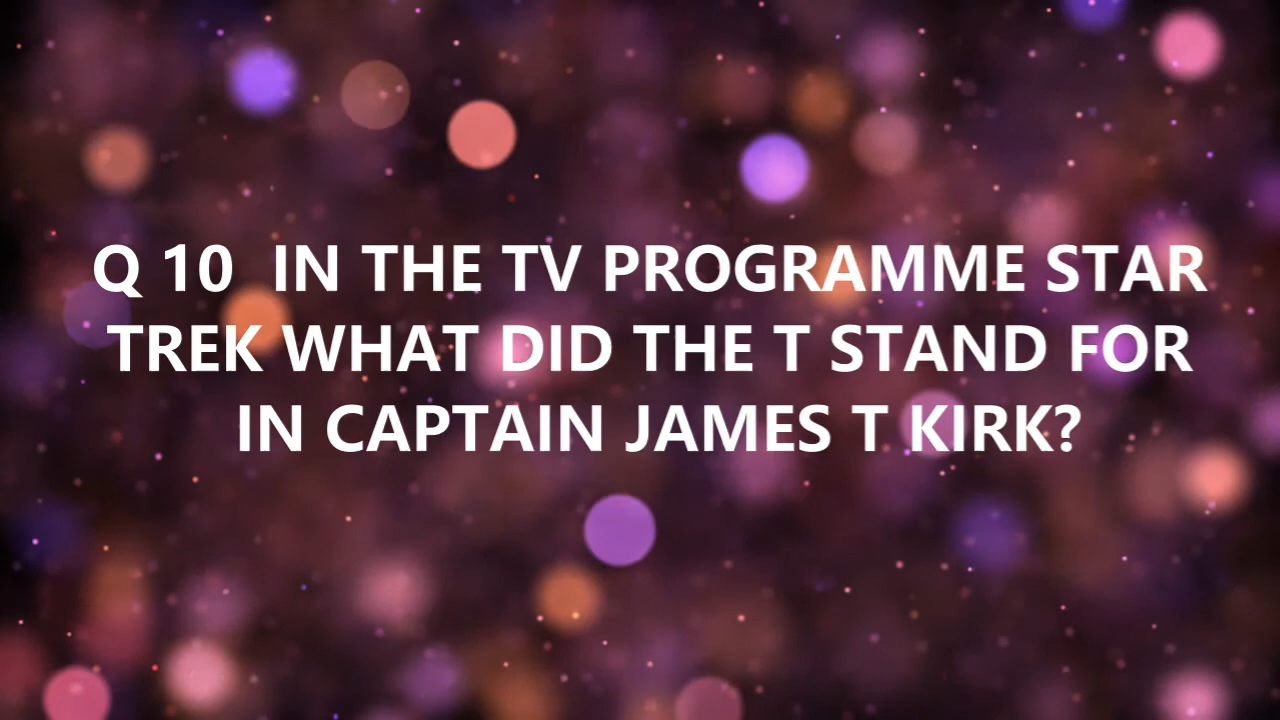 Q 10  IN THE TV PROGRAMME STAR
TREK WHAT DID THE T STAND FOR
IN CAPTAIN JAMES T KIRK?